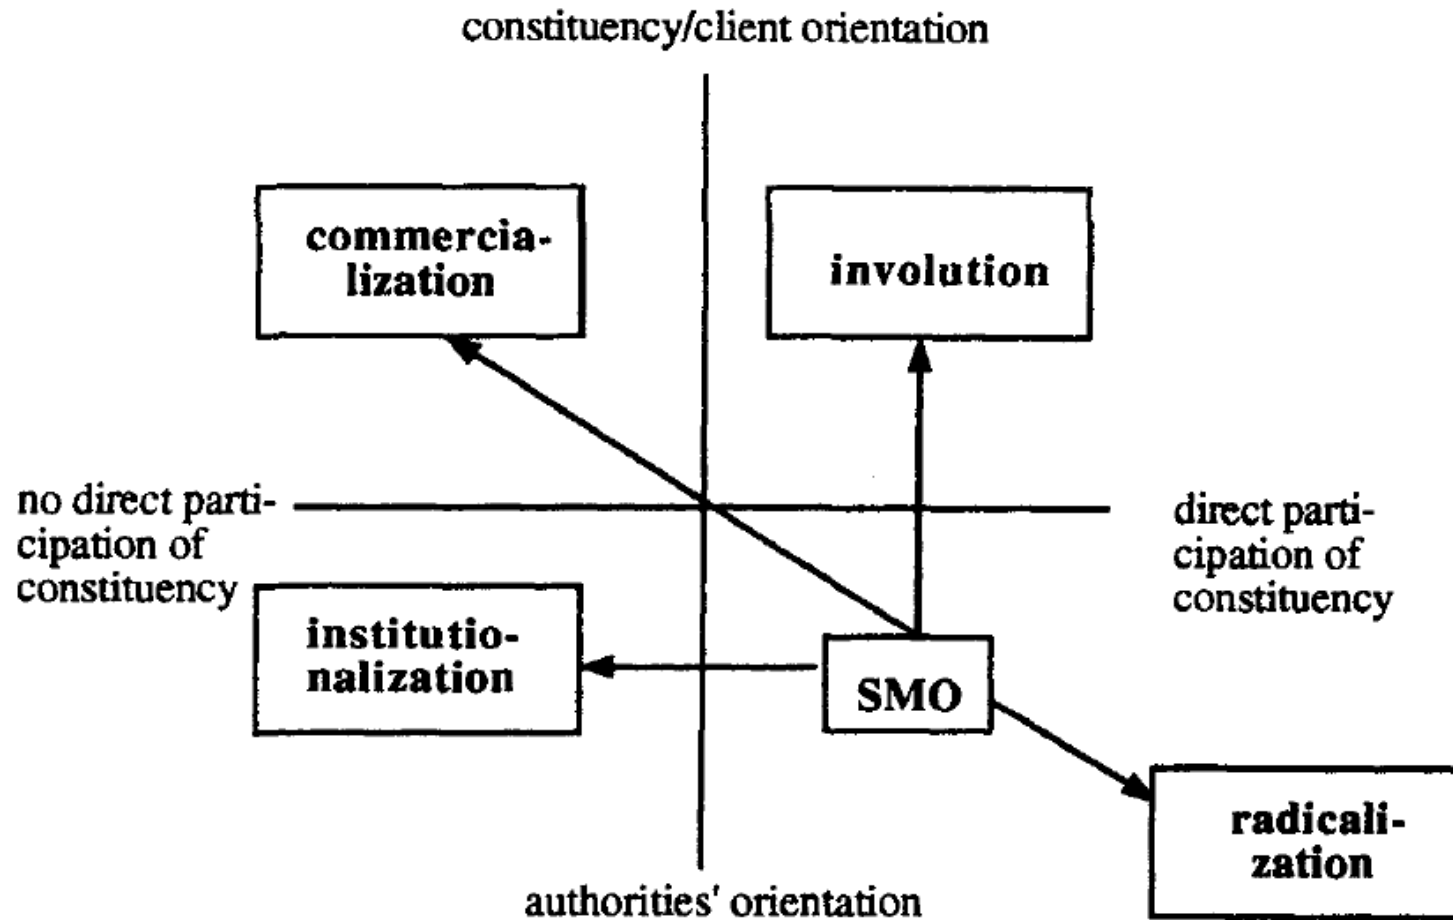 constituency/client orientation
commercia-
lization
involution
no direct parti-
cipation of
constituency
direct parti-
cipation of
constituency
institutio-
nalization
SMO
radicali-
zation
authorities' orientation